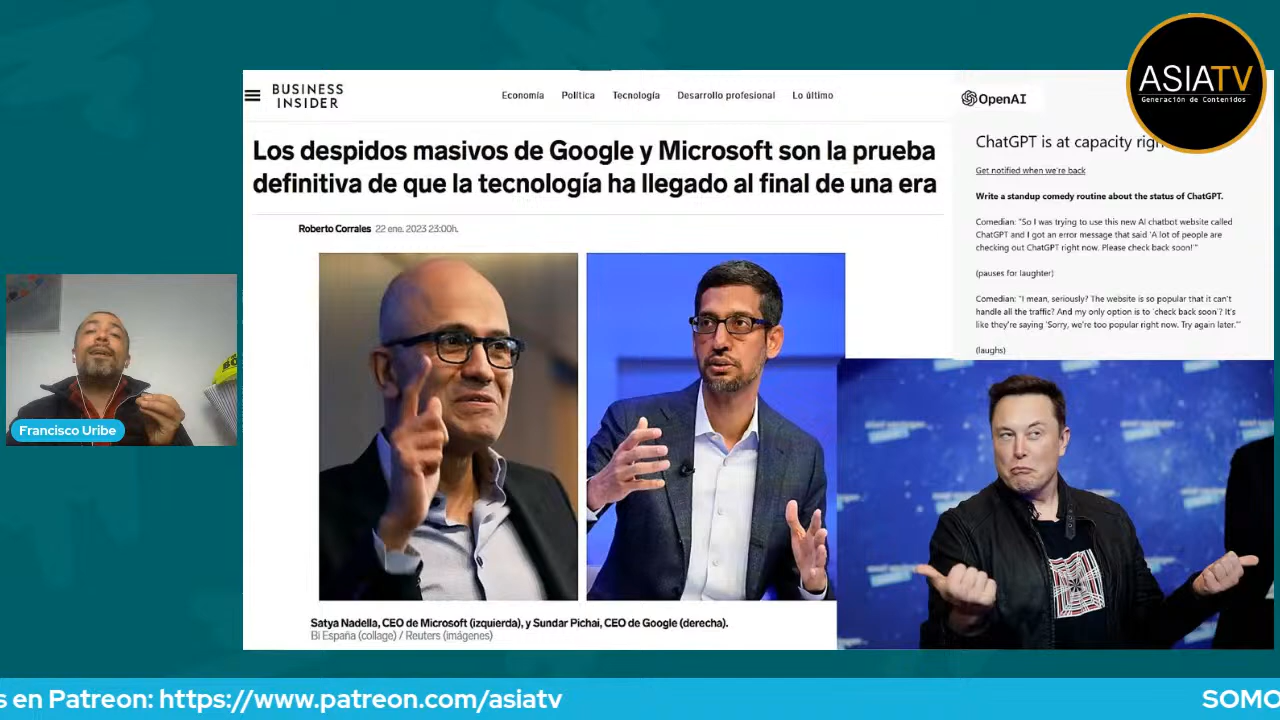 BUSINESS
INSIDER
Economía Política Tecnología Desarrollo profesional Lo último
Los despidos masivos de Google y Microsoft son la prueba
definitiva de que la tecnología ha llegado al final de una era
Roberto Corrales 22 ene. 2023 23:00h.
Satya Nadella, CEO de Microsoft (izquierda), y Sundar Pichai, CEO de Google (derecha).
Bi España (collage) / Reuters (imágenes)
OpenAI
ChatGPT is at capacity righ
Get notified when we're back
Write a standup comedy routine about the status of ChatGPT.
Comedian: "So I was trying to use this new AI chatbot website called
ChatGPT and I got an error message that said 'A lot of people are
checking out ChatGPT right now. Please check back soon!'"
(pauses for laughter)
Comedian: "I mean, seriously? The website is so popular that it can't
handle all the traffic? And my only option is to 'check back soon'? It's
like they're saying 'Sorry, we're too popular right now. Try again later.'"
(laughs)
ASIATV
Generación de Contenidos
Francisco Uribe
s en Patreon: https://www.patreon.com/asiatv
SOMO